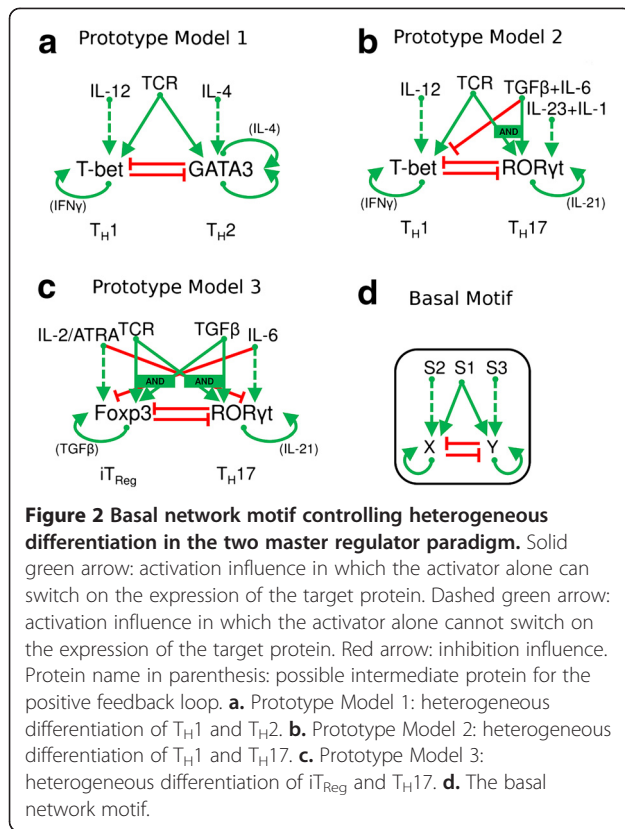 a Prototype Model 1
IL-12 TCR IL-4
(IL-4)
T-bet GATA3
(IFNγ)
TH1 TH2
b Prototype Model 2
IL-12 TCR TGFβ+IL-6
IL-23+IL-1
AND
T-bet RORγt
(IFNγ) (IL-21)
TH1 TH17
c Prototype Model 3
IL-2/ATRA TCR TGFβ IL-6
AND AND
Foxp3 RORγt
(TGFβ) (IL-21)
iTReg TH17
d Basal Motif
S2 S1 S3
X Y
Figure 2 Basal network motif controlling heterogeneous
differentiation in the two master regulator paradigm. Solid
green arrow: activation influence in which the activator alone can
switch on the expression of the target protein. Dashed green arrow:
activation influence in which the activator alone cannot switch on
the expression of the target protein. Red arrow: inhibition influence.
Protein name in parenthesis: possible intermediate protein for the
positive feedback loop. a. Prototype Model 1: heterogeneous
differentiation of TH1 and TH2. b. Prototype Model 2: heterogeneous
differentiation of TH1 and TH17. c. Prototype Model 3:
heterogeneous differentiation of iTReg and TH17. d. The basal
network motif.